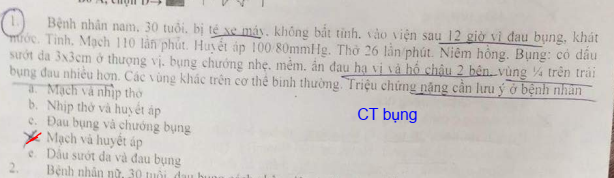 1. Bệnh nhân nam, 30 tuổi, bị té xe máy, không bất tỉnh, vào viện sau 12 giờ vì đau bụng, khát
nước. Tỉnh, Mạch 110 lần/phút. Huyết áp 100/80mmHg. Thở 26 lần/phút. Niêm hồng. Bụng: có dấu
sướt da 3x3cm ở thượng vị, bụng chướng nhẹ, mềm, ấn đau hạ vị và hố chậu 2 bên, vùng ¼ trên trái
bụng đau nhiều hơn. Các vùng khác trên cơ thể bình thường. Triệu chứng nặng cần lưu ý ở bệnh nhân
a. Mạch và nhịp thở
b. Nhịp thở và huyết áp
CT bụng
c. Đau bụng và chướng bụng
Mạch và huyết áp
e. Dấu sướt da và đau bụng
2. Bệnh nhân nữ, 30 tuổi, đau bụng